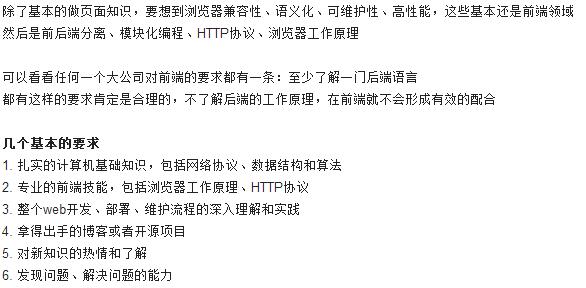 除了基本的做页面知识，要想到浏览器兼容性、语义化、可维护性、高性能，这些基本还是前端领域
然后是前后端分离、模块化编程、HTTP协议、浏览器工作原理
可以看看任何一个大公司对前端的要求都有一条：至少了解一门后端语言
都有这样的要求肯定是合理的，不了解后端的工作原理，在前端就不会形成有效的配合
几个基本的要求
1. 扎实的计算机基础知识，包括网络协议、数据结构和算法
2. 专业的前端技能，包括浏览器工作原理、HTTP协议
3. 整个web开发、部署、维护流程的深入理解和实践
4. 拿得出手的博客或者开源项目
5. 对新知识的热情和了解
6. 发现问题、解决问题的能力